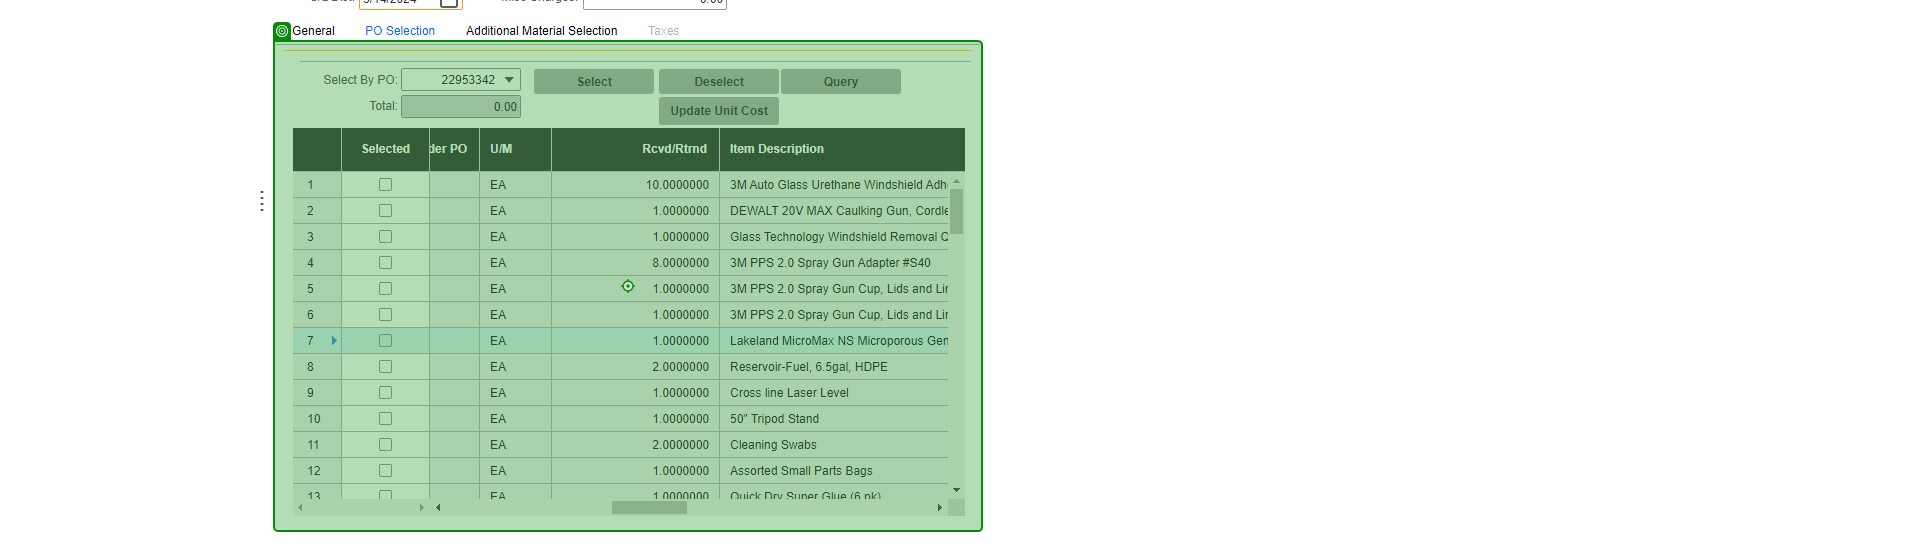 5/14/2024 0.00
General PO Selection Additional Material Selection Taxes
Select By PO: 22953342 Select Deselect Query
Total: 0.00 Update Unit Cost
Selected der PO U/M Rcvd/Rtrnd Item Description
1 EA 10.0000000 3M Auto Glass Urethane Windshield Adh
2 EA 1.0000000 DEWALT 20V MAX Caulking Gun, Cordle
3 EA 1.0000000 Glass Technology Windshield Removal
4 EA 8.0000000 3M PPS 2.0 Spray Gun Adapter #S40
5 EA 1.0000000 3M PPS 2.0 Spray Gun Cup, Lids and Lin
6 EA 1.0000000 3M PPS 2.0 Spray Gun Cup, Lids and Lin
7 EA 1.0000000 Lakeland MicroMax NS Microporous Gen
8 EA 2.0000000 Reservoir-Fuel, 6.5gal, HDPE
9 EA 1.0000000 Cross line Laser Level
10 EA 1.0000000 50" Tripod Stand
11 EA 2.0000000 Cleaning Swabs
12 EA 1.0000000 Assorted Small Parts Bags
13 EA 1.0000000 Quick Dry Super Glue (6 pk)